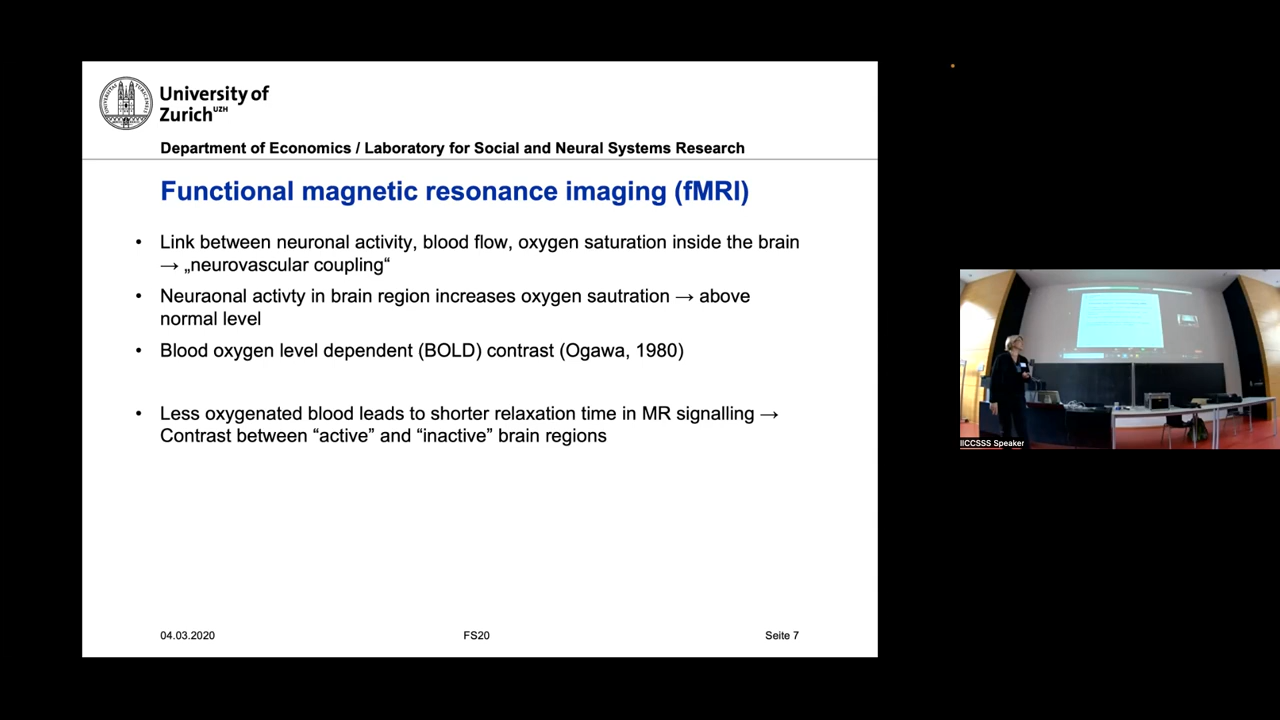 University of
Zurich UZH
Department of Economics / Laboratory for Social and Neural Systems Research
Functional magnetic resonance imaging (fMRI)
• Link between neuronal activity, blood flow, oxygen saturation inside the brain
→ „neurovascular coupling“
• Neuraonal activty in brain region increases oxygen sautration → above
normal level
• Blood oxygen level dependent (BOLD) contrast (Ogawa, 1980)
• Less oxygenated blood leads to shorter relaxation time in MR signalling →
Contrast between “active” and “inactive” brain regions
04.03.2020 FS20 Seite 7
IICCSSS Speaker